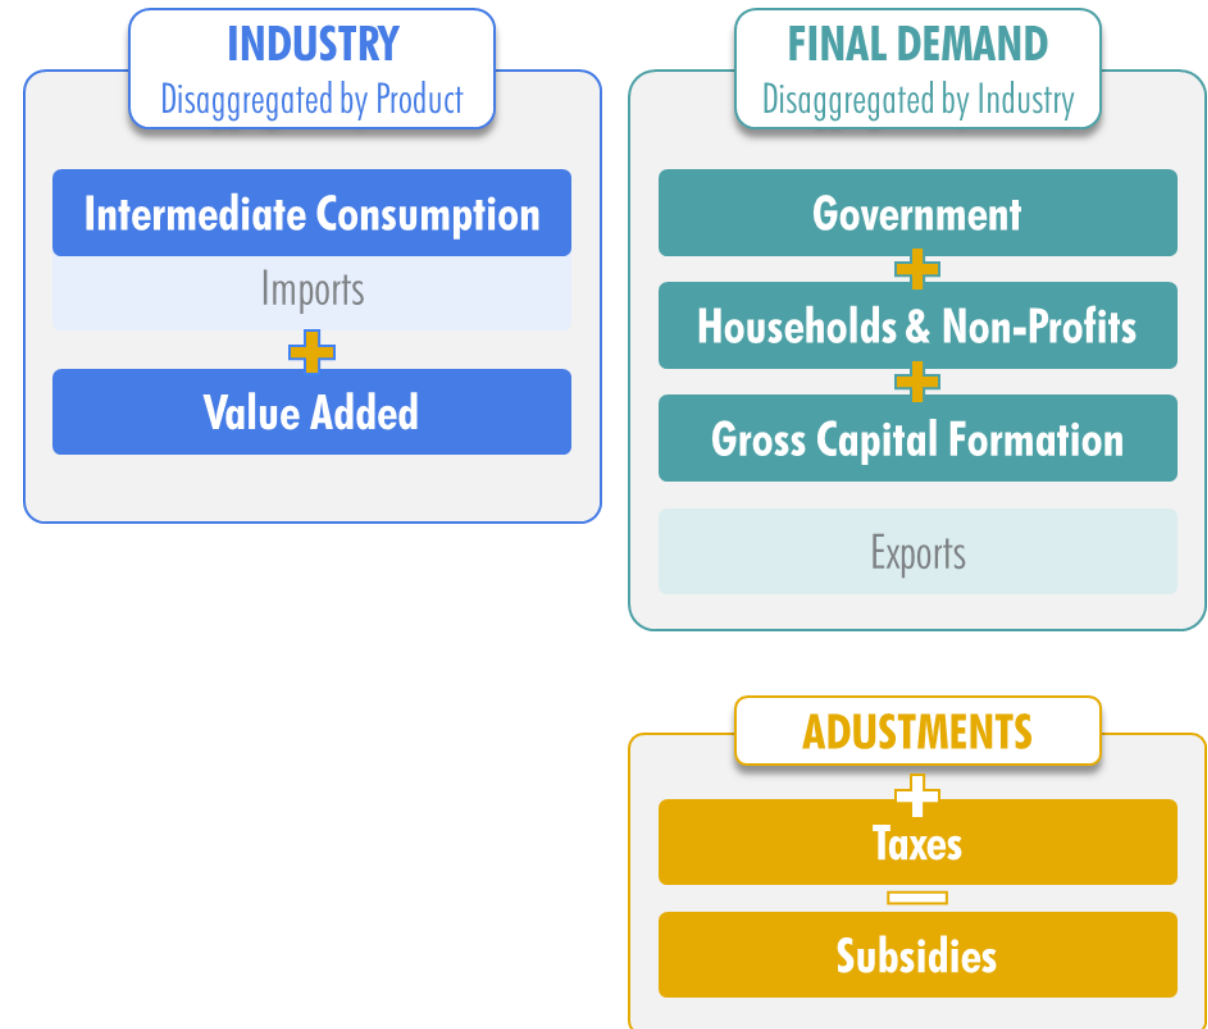 INDUSTRY
Disaggregated by Product
Intermediate Consumption
Imports
Value Added
FINAL DEMAND
Disaggregated by Industry
Government
Households & Non-Profits
Gross Capital Formation
Exports
ADUSTMENTS
Taxes
Subsidies